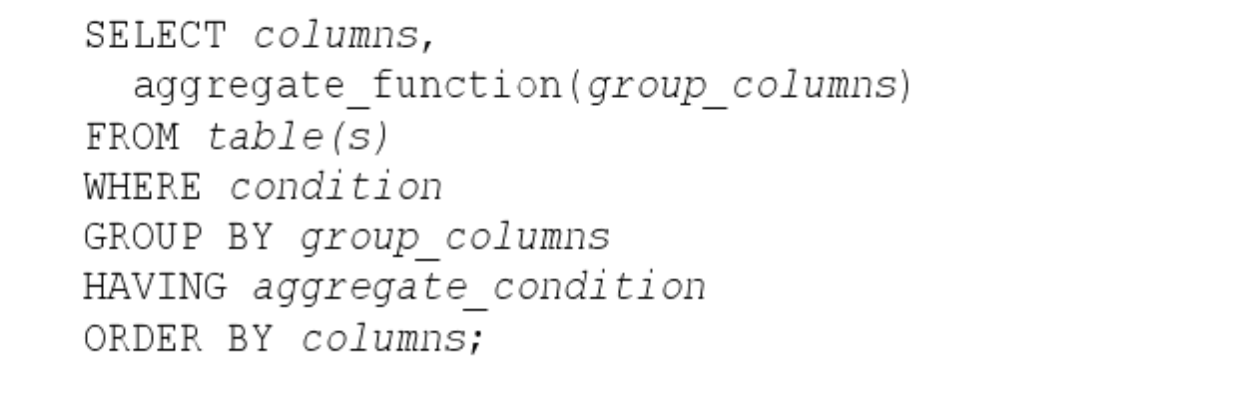 SELECT columns,
aggregate_function(group_columns)
FROM table(s)
WHERE condition
GROUP BY group_columns
HAVING aggregate_condition
ORDER BY columns;